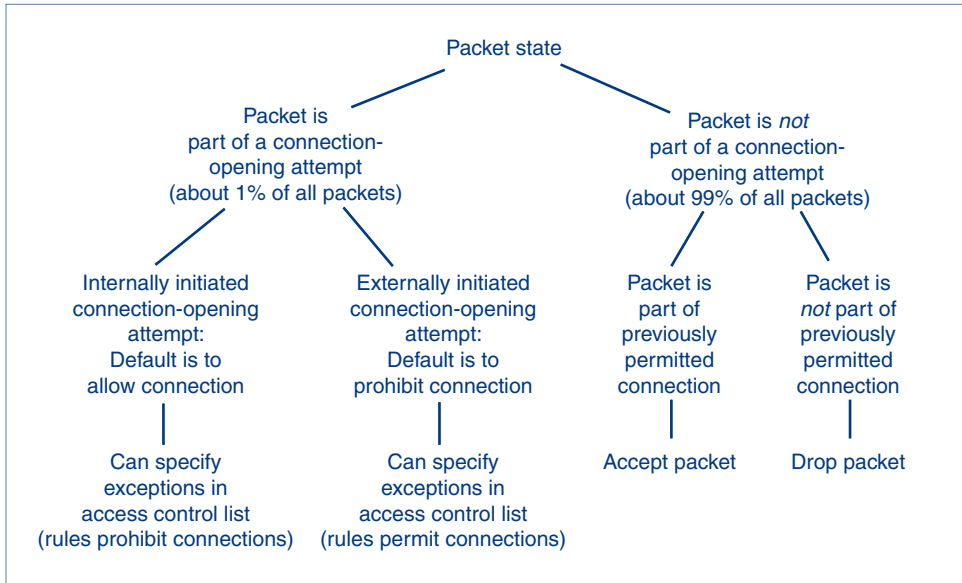 Packet state
Packet is
part of a connection-
opening attempt
(about 1% of all packets)
Packet is not
part of a connection-
opening attempt
(about 99% of all packets)
Internally initiated
connection-opening
attempt:
Default is to
allow connection
Externally initiated
connection-opening
attempt:
Default is to
prohibit connection
Packet is
part of
previously
permitted
connection
Packet is
not part of
previously
permitted
connection
Can specify
exceptions in
access control list
(rules prohibit connections)
Can specify
exceptions in
access control list
(rules permit connections)
Accept packet
Drop packet